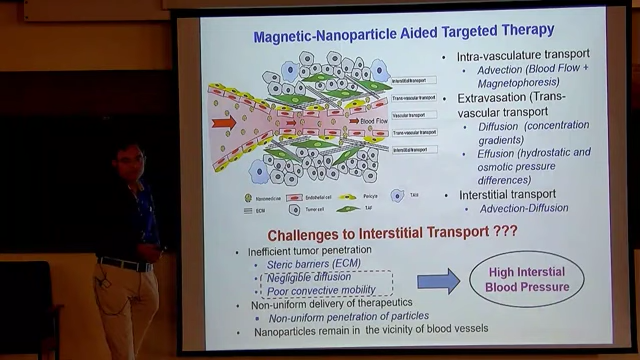 Magnetic-Nanoparticle Aided Targeted Therapy
Interstitial transport
Trans-vascular transport
Blood Flow
Vascular transport
Trans-vascular transport
Interstitial transport
Nanomedicine
Endothelial cell
Pericyte
TAM
ECM
Tumor cell
TAF
• Intra-vasculature transport
• Advection (Blood Flow +
Magnetophoresis)
• Extravasation (Trans-
vascular transport
• Diffusion (concentration
gradients)
• Effusion (hydrostatic and
osmotic pressure
differences)
• Interstitial transport
• Advection-Diffusion
Challenges to Interstitial Transport ???
• Inefficient tumor penetration
• Steric barriers (ECM)
• Negligible diffusion
• Poor convective mobility
• Non-uniform delivery of therapeutics
• Non-uniform penetration of particles
• Nanoparticles remain in the vicinity of blood vessels
High Interstial
Blood Pressure